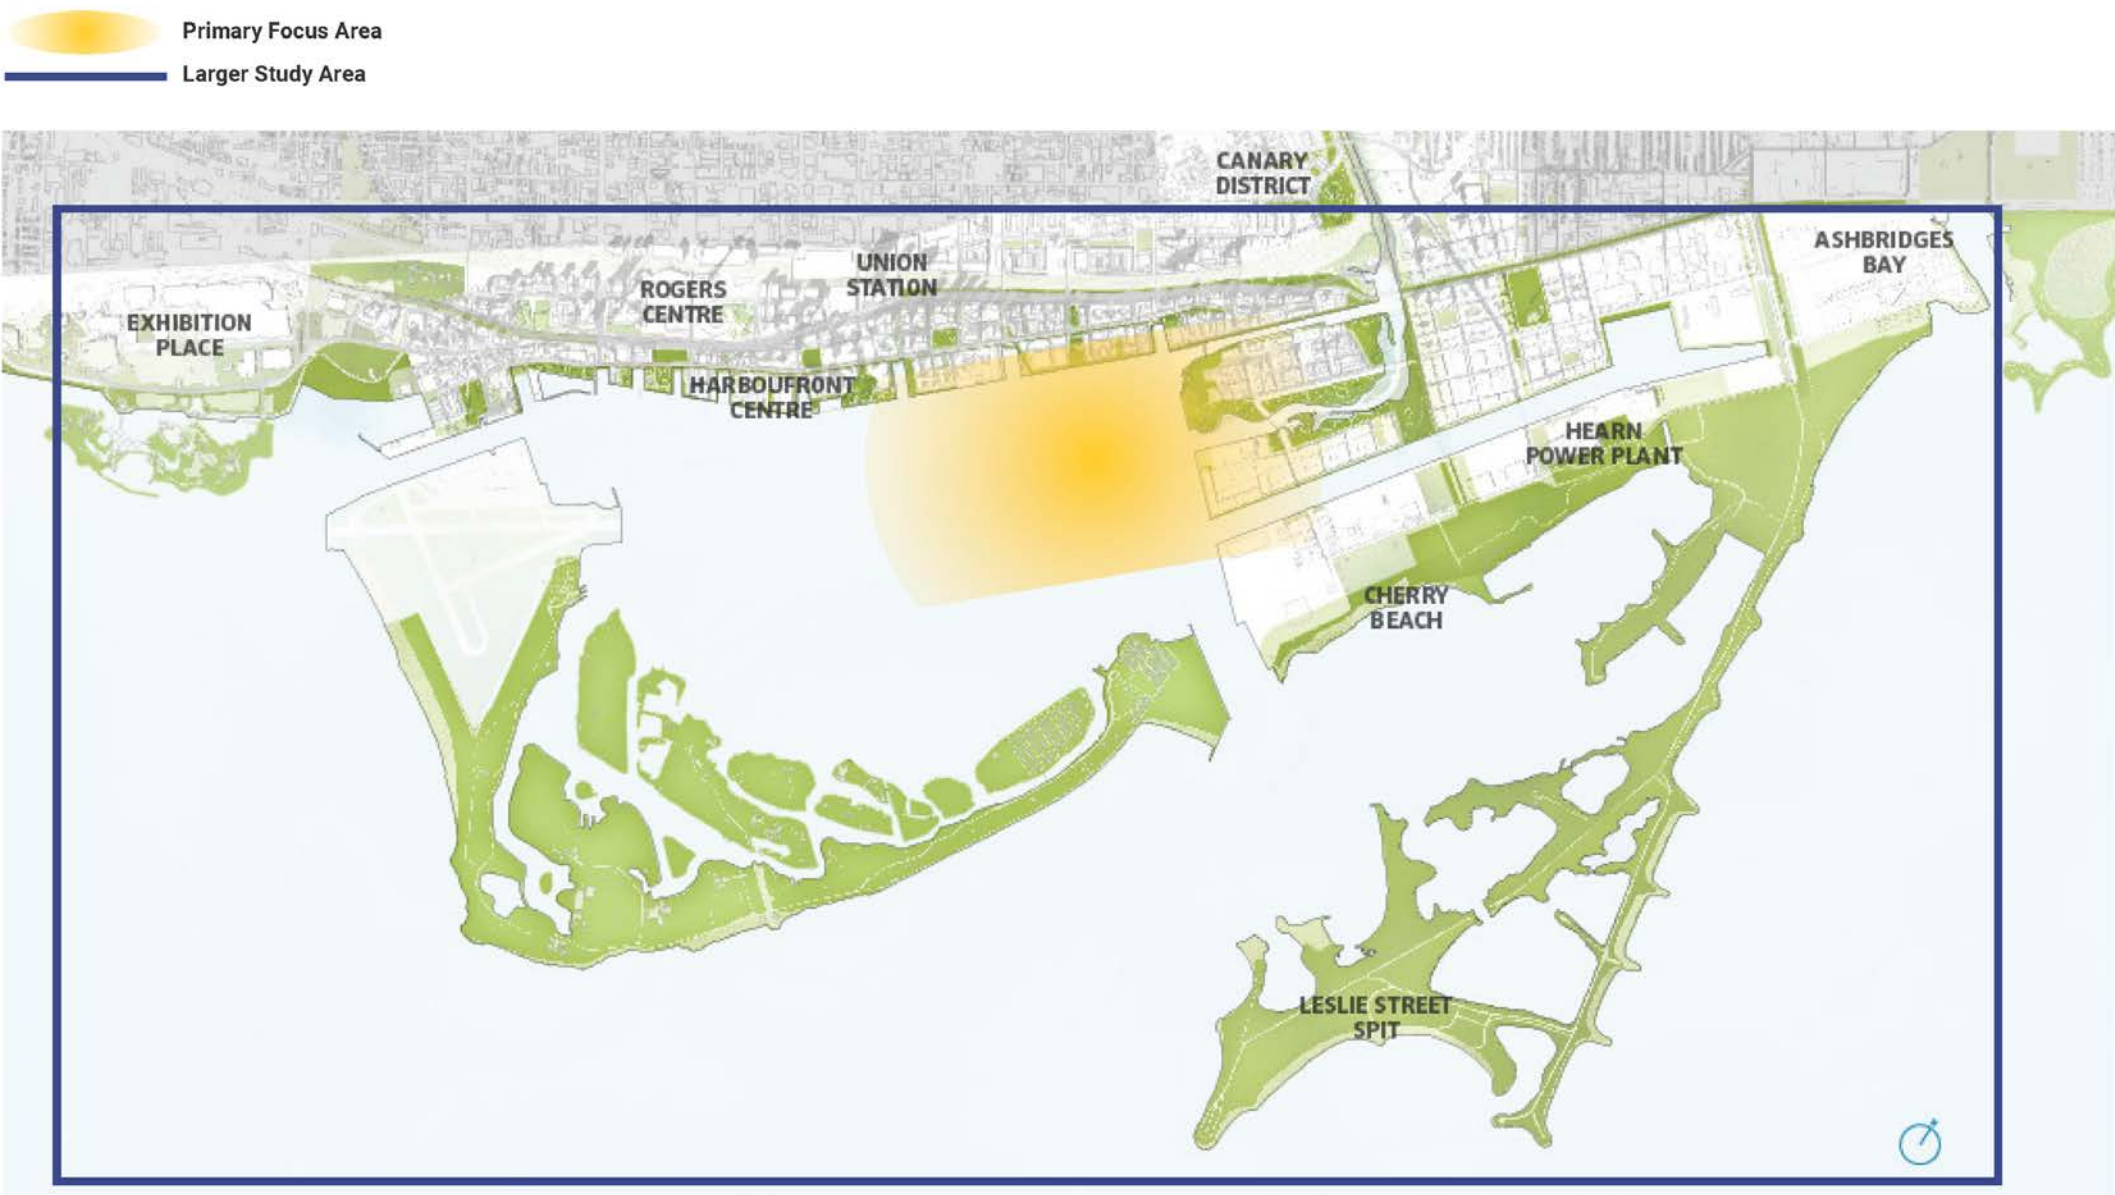 Primary Focus Area
Larger Study Area
CANARY
DISTRICT
ASHBRIDGES
BAY
UNION
STATION
ROGERS
CENTRE
EXHIBITION
PLACE
HARBOUFRONT
CENTRE
HEARN
POWER PLANT
CHERRY
BEACH
LESLIE STREET
SPIT